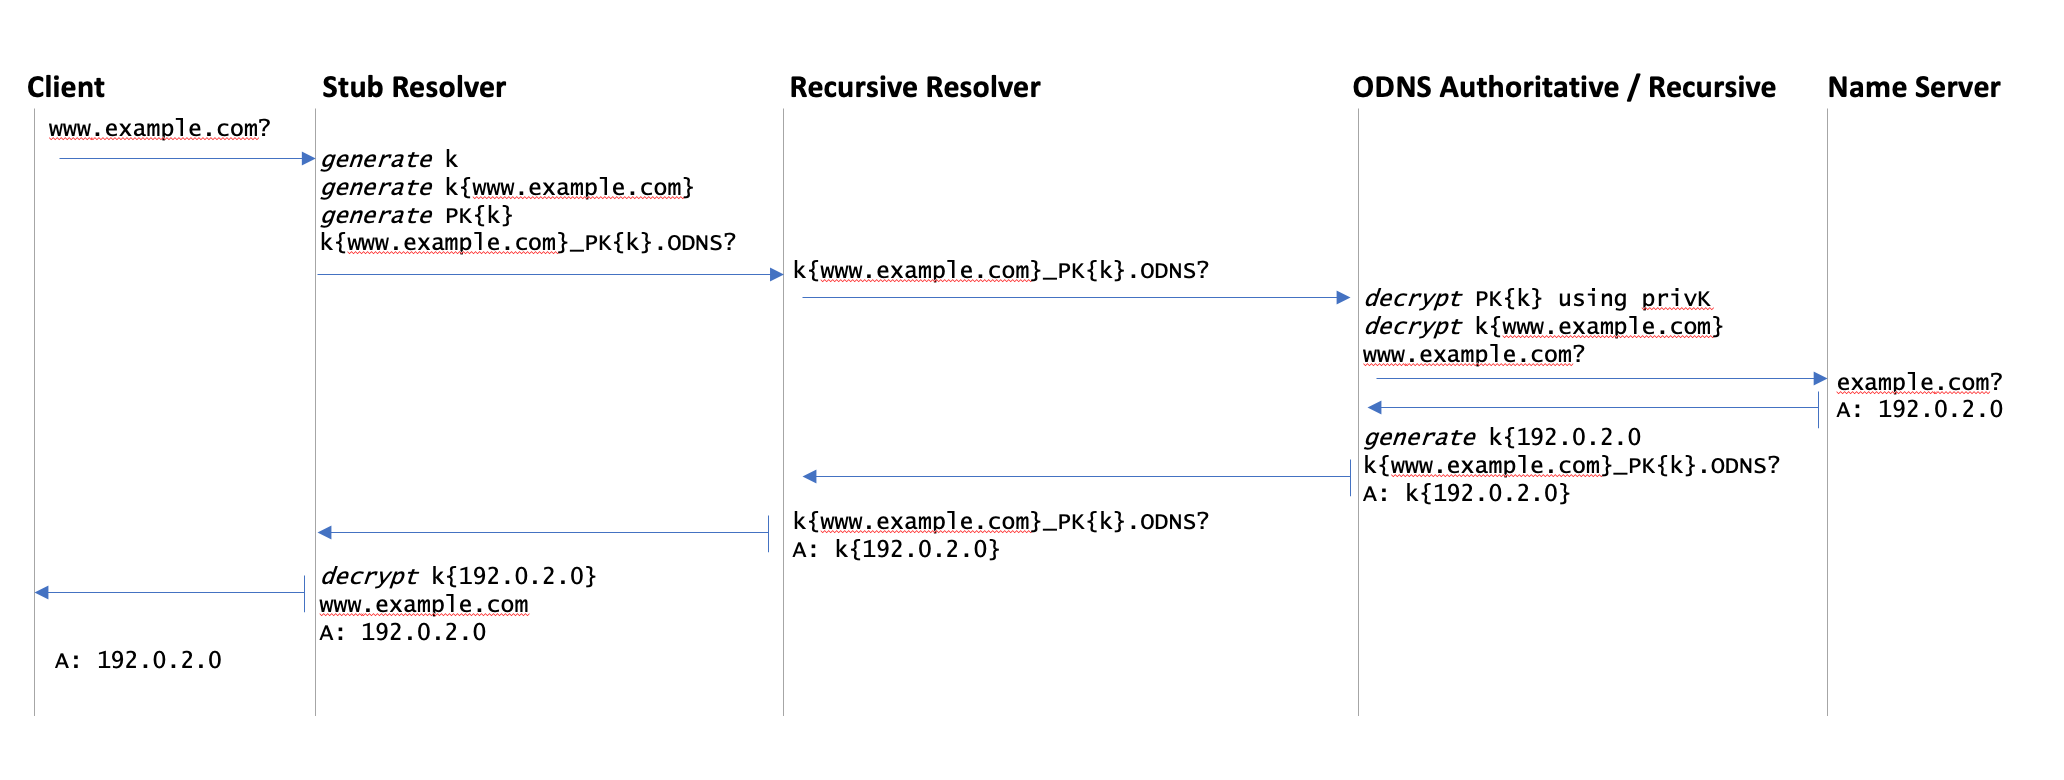 Client
Stub Resolver
Recursive Resolver
ODNS Authoritative / Recursive
Name Server
www.example.com?
generate k
generate k{www.example.com}
generate PK{k}
k{www.example.com}_PK{k}.ODNS?
k{www.example.com}_PK{k}.ODNS?
decrypt PK{k} using privK
decrypt k{www.example.com}
www.example.com?
example.com?
A: 192.0.2.0
generate k{192.0.2.0
k{www.example.com}_PK{k}.ODNS?
A: k{192.0.2.0}
k{www.example.com}_PK{k}.ODNS?
A: k{192.0.2.0}
decrypt k{192.0.2.0}
www.example.com
A: 192.0.2.0
A: 192.0.2.0